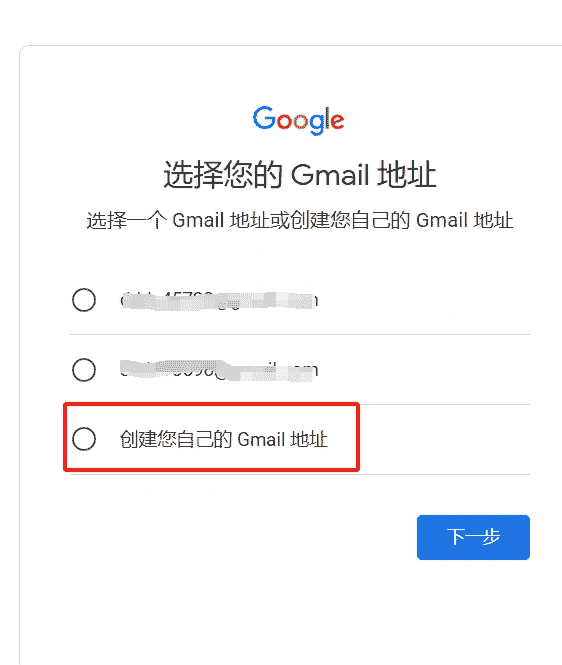 Google
选择您的 Gmail 地址
选择一个 Gmail 地址或创建您自己的 Gmail 地址
创建您自己的 Gmail 地址
下一步